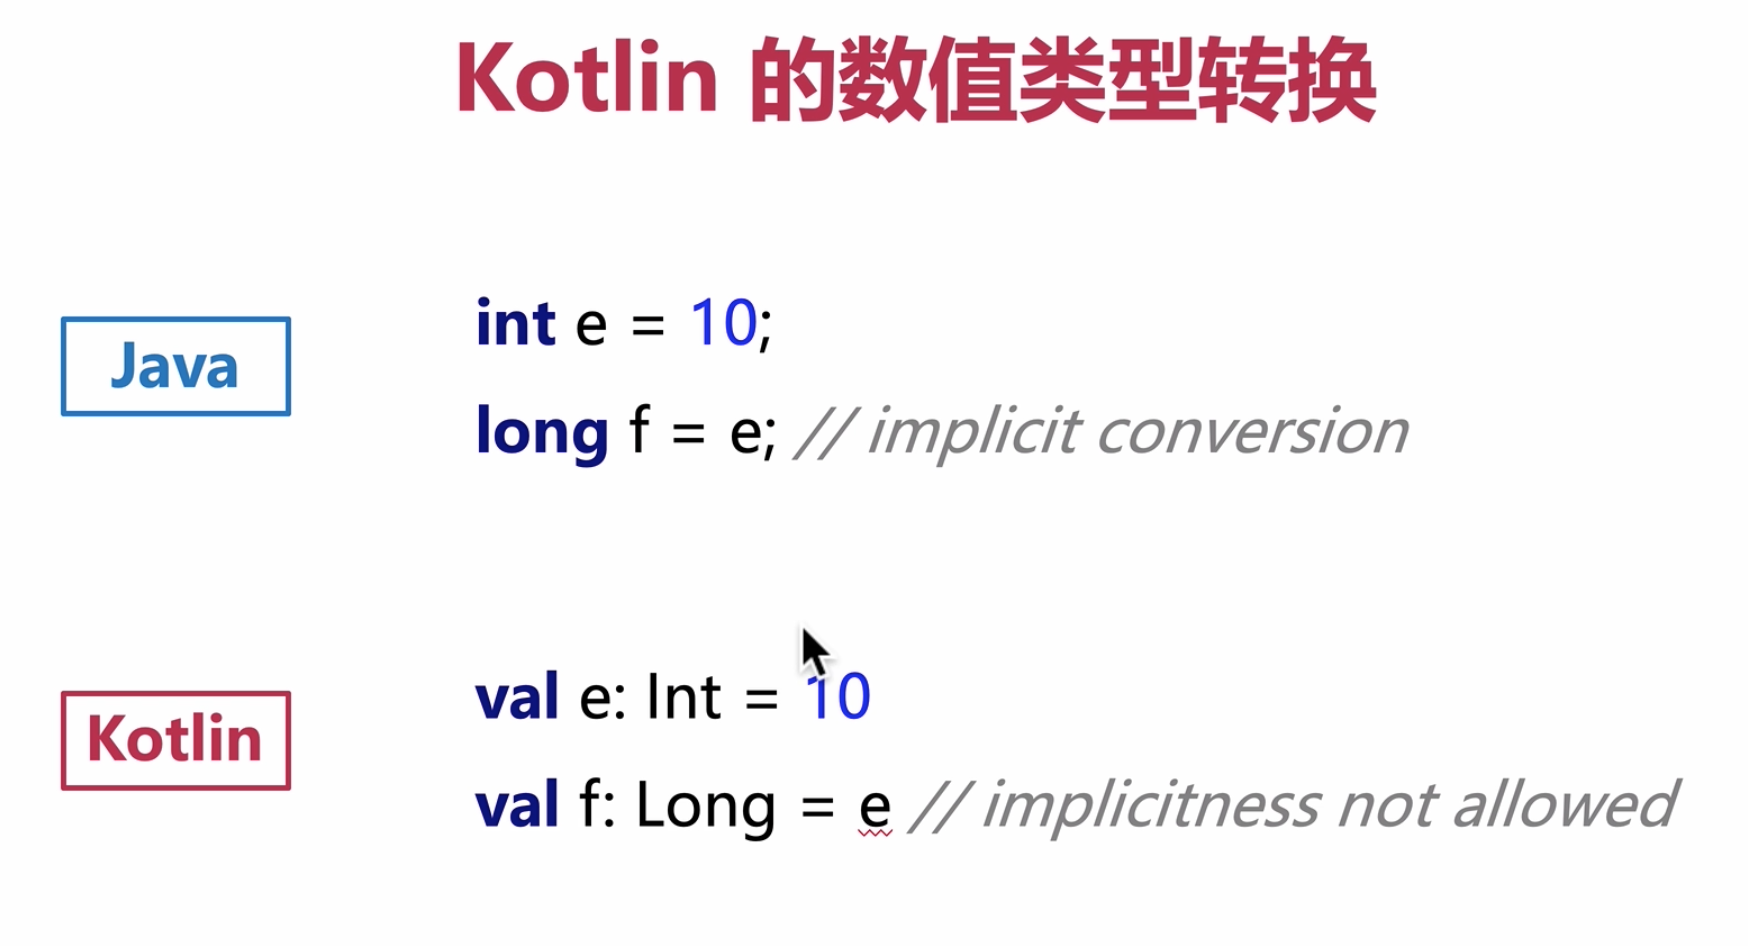 Kotlin 的数值类型转换
Java
int e = 10;
long f = e; // implicit conversion
Kotlin
val e: Int = 10
val f: Long = e // implicitness not allowed